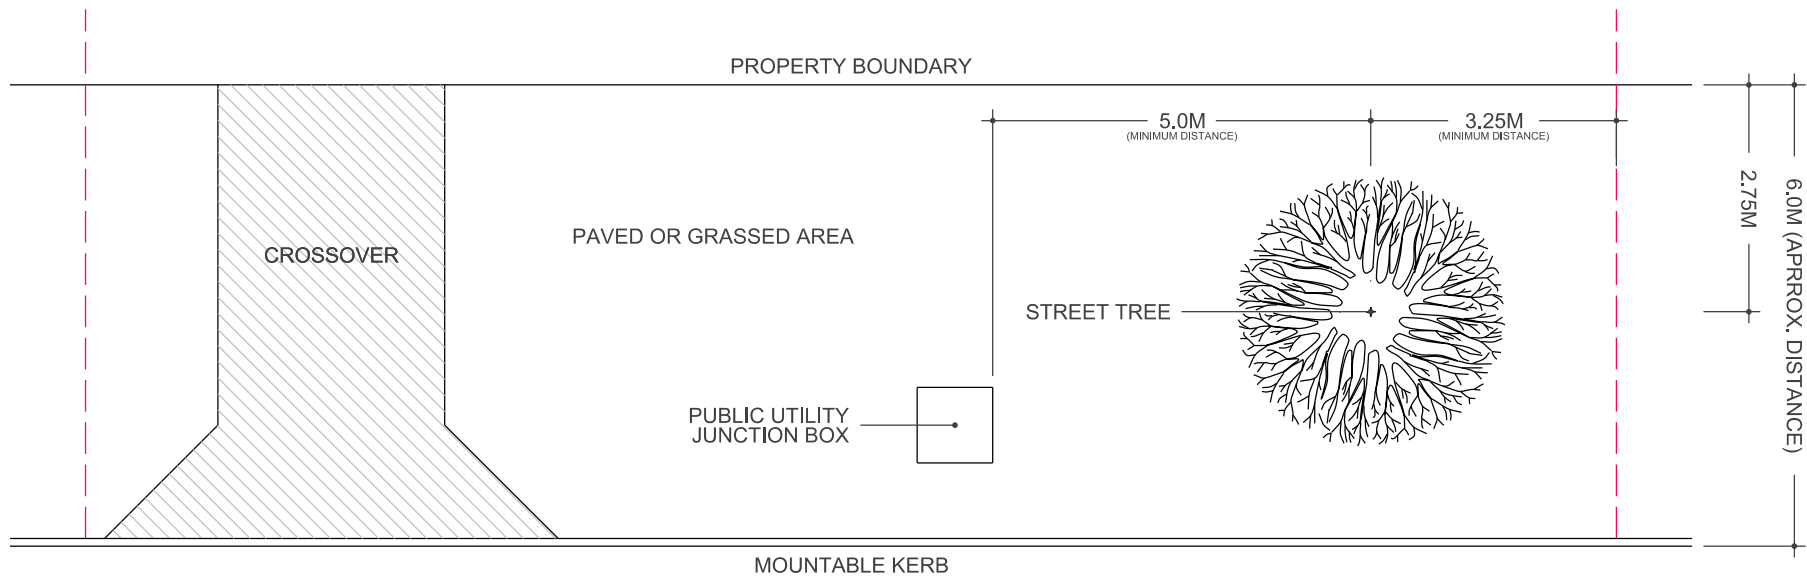 PROPERTY BOUNDARY
5.0M
(MINIMUM DISTANCE)
3.25M
(MINIMUM DISTANCE)
2.75M
6.0M (APRROX. DISTANCE)
PAVED OR GRASSED AREA
CROSSOVER
STREET TREE
PUBLIC UTILITY
JUNCTION BOX
MOUNTABLE KERB